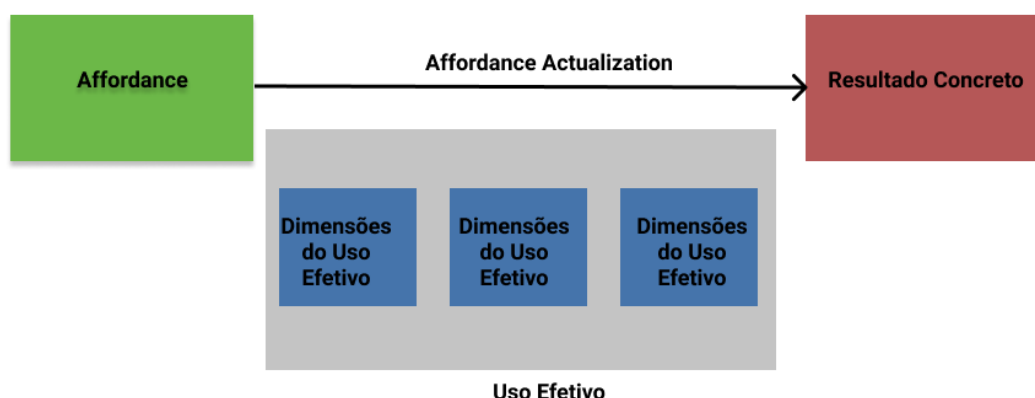 Affordance
Affordance Actualization
Resultado Concreto
Dimensões
do Uso
Efetivo
Dimensões
do Uso
Efetivo
Dimensões
do Uso
Efetivo
Uso Efetivo